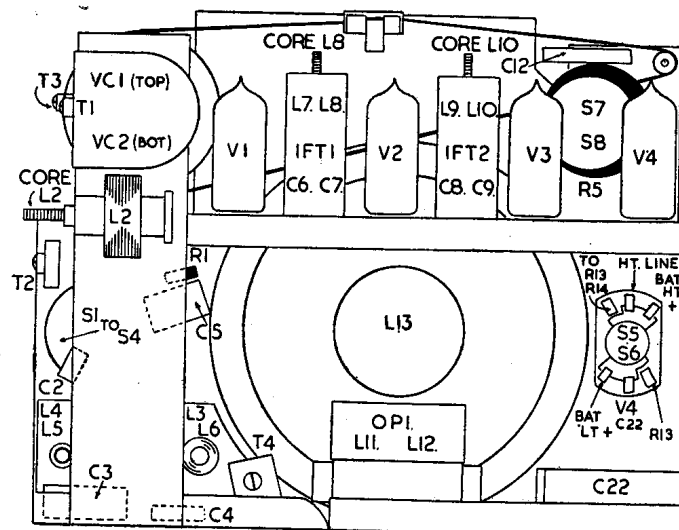 CORE L8
CORE L10
C12
T3
T1
VC1 (TOP)
VC2 (BOT)
V1
L7. L8.
IFT1
C6. C7.
V2
L9. L10.
IFT2
C8. C9.
V3
S7
S8
R5
V4
CORE
L2
L2
T2
R1
C5
S1 TO S4
C2
L4
L5
L3
L6
T4
C3
C4
L13
OP1.
L11. L12.
TO
R13
R14
HT. LINE
BAT
HT
+
S5
S6
BAT
LT +
V4
C22
R13
C22